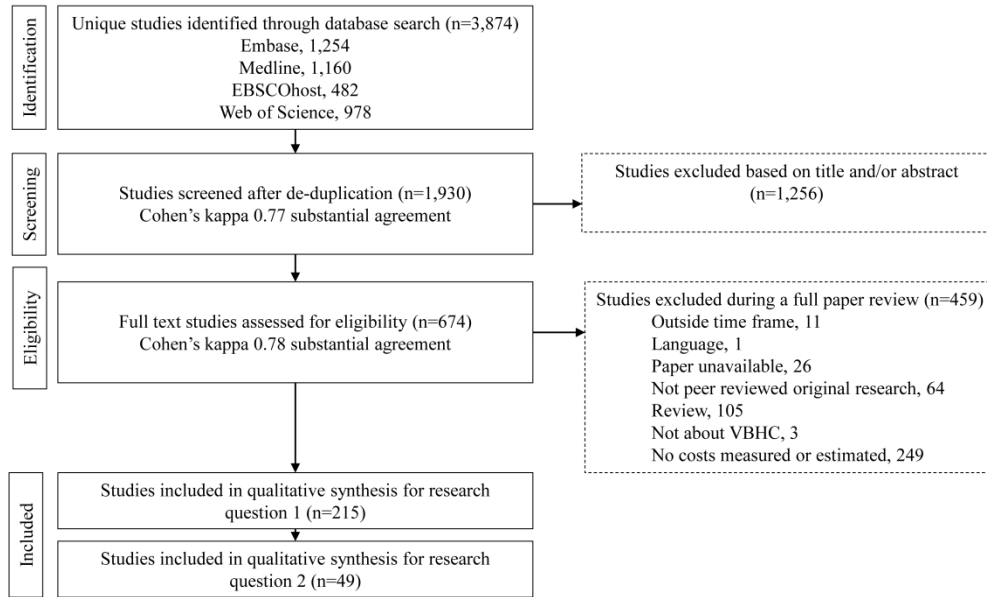 Identification
Unique studies identified through database search (n=3,874)
Embase, 1,254
Medline, 1,160
EBSCOhost, 482
Web of Science, 978
Screening
Studies screened after de-duplication (n=1,930)
Cohen's kappa 0.77 substantial agreement
Studies excluded based on title and/or abstract
(n=1,256)
Eligibility
Full text studies assessed for eligibility (n=674)
Cohen's kappa 0.78 substantial agreement
Studies excluded during a full paper review (n=459)
Outside time frame, 11
Language, 1
Paper unavailable, 26
Not peer reviewed original research, 64
Review, 105
Not about VBHC, 3
No costs measured or estimated, 249
Included
Studies included in qualitative synthesis for research
question 1 (n=215)
Studies included in qualitative synthesis for research
question 2 (n=49)